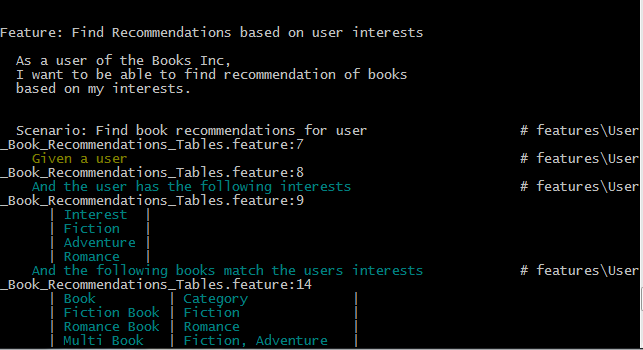 Feature: Find Recommendations based on user interests
As a user of the Books Inc,
I want to be able to find recommendation of books
based on my interests.
Scenario: Find book recommendations for user # features\User
_Book_Recommendations_Tables.feature:7
Given a user # features\User
_Book_Recommendations_Tables.feature:8
And the user has the following interests # features\User
_Book_Recommendations_Tables.feature:9
| Interest |
| Fiction |
| Adventure |
| Romance |
And the following books match the users interests # features\User
_Book_Recommendations_Tables.feature:14
| Book | Category |
| Fiction Book | Fiction |
| Romance Book | Romance |
| Multi Book | Fiction, Adventure |